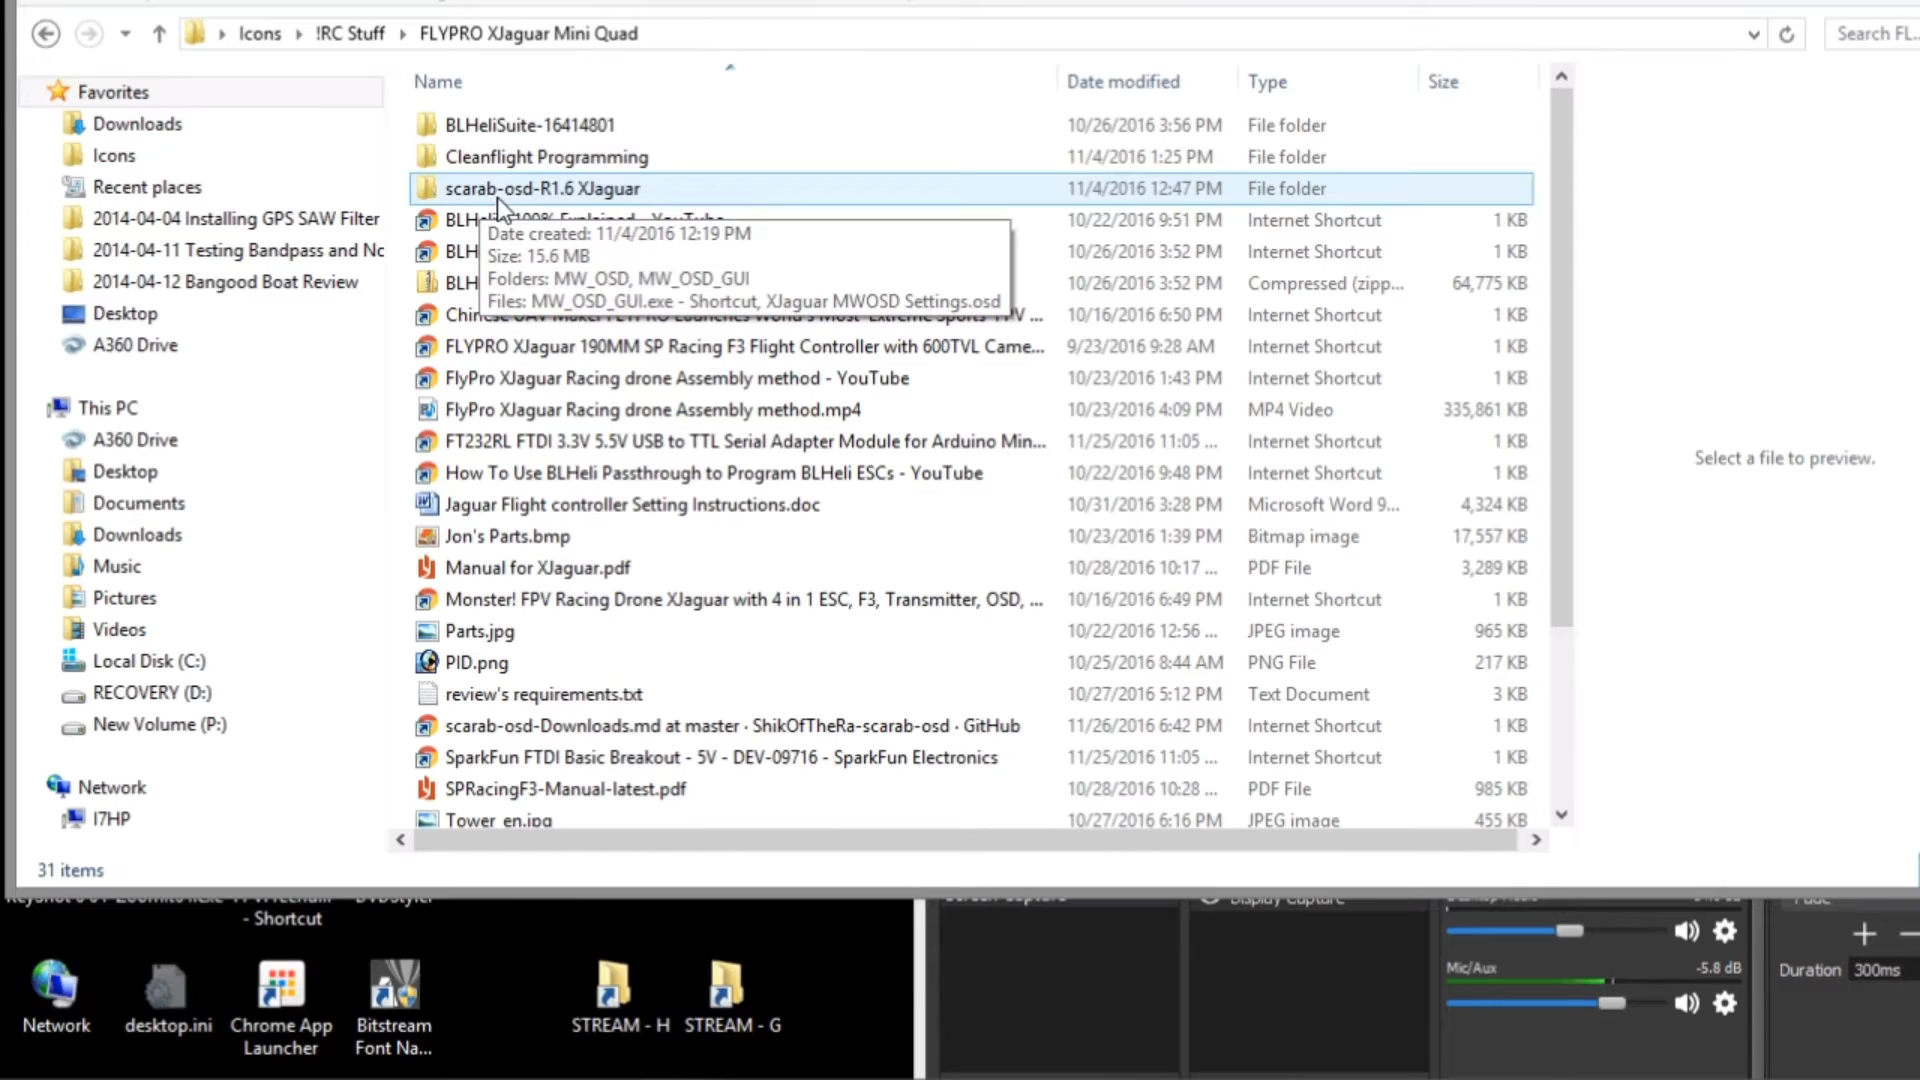 Icons › !RC Stuff › FLYPRO XJaguar Mini Quad
Search FL...
Name Date modified Type Size
Favorites
Downloads
Icons
Recent places
2014-04-04 Installing GPS SAW Filter
2014-04-11 Testing Bandpass and Nc
2014-04-12 Bangood Boat Review
Desktop
A360 Drive
This PC
A360 Drive
Desktop
Documents
Downloads
Music
Pictures
Videos
Local Disk (C:)
RECOVERY (D:)
New Volume (P:)
Network
I7HP
BLHeliSuite-16414801 10/26/2016 3:56 PM File folder
Cleanflight Programming 11/4/2016 1:25 PM File folder
scarab-osd-R1.6 XJaguar 11/4/2016 12:47 PM File folder
BLHeli 100% Explained - YouTube 10/22/2016 9:51 PM Internet Shortcut 1 KB
BLH 10/26/2016 3:52 PM Internet Shortcut 1 KB
BLH 10/26/2016 3:52 PM Compressed (zipp... 64,775 KB
Date created: 11/4/2016 12:19 PM
Size: 15.6 MB
Folders: MW_OSD, MW_OSD_GUI
Files: MW_OSD_GUI.exe - Shortcut, XJaguar MWOSD Settings.osd
Chinese UAV Maker FLYPRO Launches World's Most 'Extreme Sports' FPV ... 10/16/2016 6:50 PM Internet Shortcut 1 KB
FLYPRO XJaguar 190MM SP Racing F3 Flight Controller with 600TVL Came... 9/23/2016 9:28 AM Internet Shortcut 1 KB
FlyPro XJaguar Racing drone Assembly method - YouTube 10/23/2016 1:43 PM Internet Shortcut 1 KB
FlyPro XJaguar Racing drone Assembly method.mp4 10/23/2016 4:09 PM MP4 Video 335,861 KB
FT232RL FTDI 3.3V 5.5V USB to TTL Serial Adapter Module for Arduino Min... 11/25/2016 11:05 ... Internet Shortcut 1 KB
How To Use BLHeli Passthrough to Program BLHeli ESCs - YouTube 10/22/2016 9:48 PM Internet Shortcut 1 KB
Jaguar Flight controller Setting Instructions.doc 10/31/2016 3:28 PM Microsoft Word 9... 4,324 KB
Jon's Parts.bmp 10/23/2016 1:39 PM Bitmap image 17,557 KB
Manual for XJaguar.pdf 10/28/2016 10:17 ... PDF File 3,289 KB
Monster! FPV Racing Drone XJaguar with 4 in 1 ESC, F3, Transmitter, OSD, ... 10/16/2016 6:49 PM Internet Shortcut 1 KB
Parts.jpg 10/22/2016 12:56 ... JPEG image 965 KB
PID.png 10/25/2016 8:44 AM PNG File 217 KB
review's requirements.txt 10/27/2016 5:12 PM Text Document 3 KB
scarab-osd-Downloads.md at master · ShikOfTheRa-scarab-osd · GitHub 11/26/2016 6:42 PM Internet Shortcut 1 KB
SparkFun FTDI Basic Breakout - 5V - DEV-09716 - SparkFun Electronics 11/25/2016 11:05 ... Internet Shortcut 1 KB
SPRacingF3-Manual-latest.pdf 10/28/2016 10:28 ... PDF File 985 KB
Tower_en.jpg 10/27/2016 6:16 PM JPEG image 455 KB
Select a file to preview.
31 items
- Shortcut
Network
desktop.ini
Chrome App
Launcher
Bitstream
Font Na...
STREAM - H
STREAM - G
Display Capture
Mic/Aux -5.8 dB
Duration 300ms